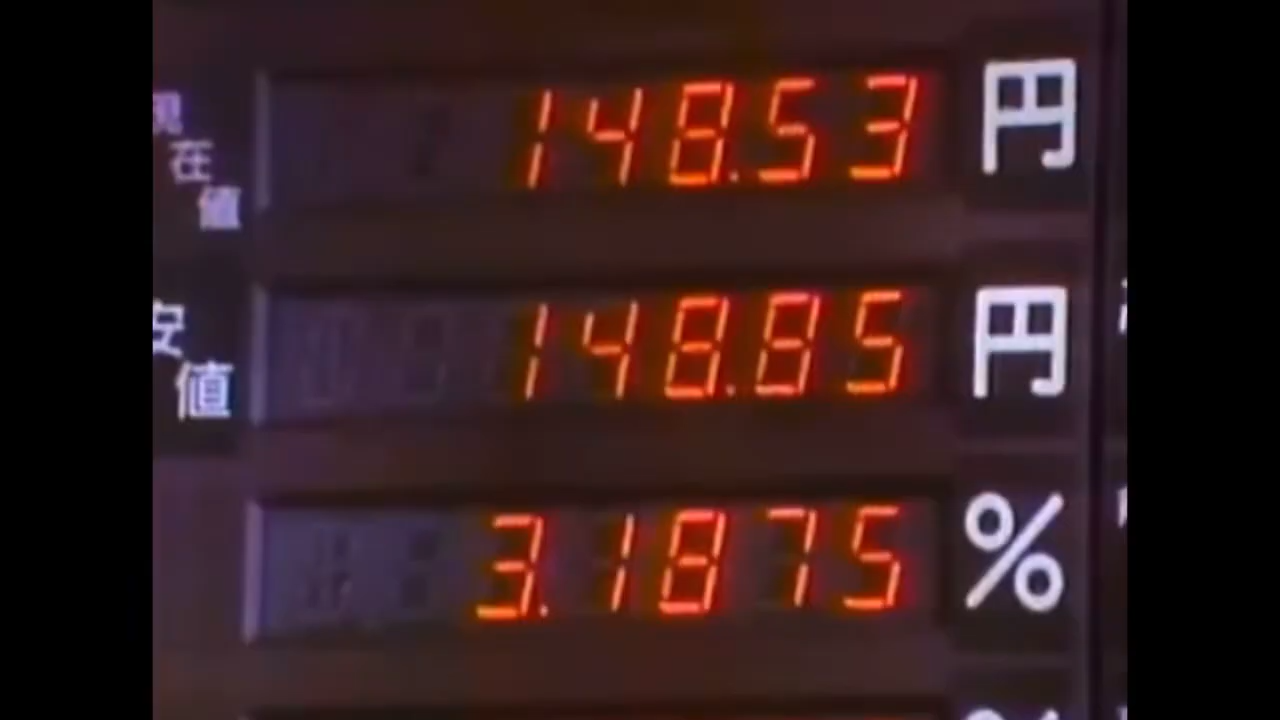 現在値 148.53 円
安値 148.85 円
3.1875 %
%